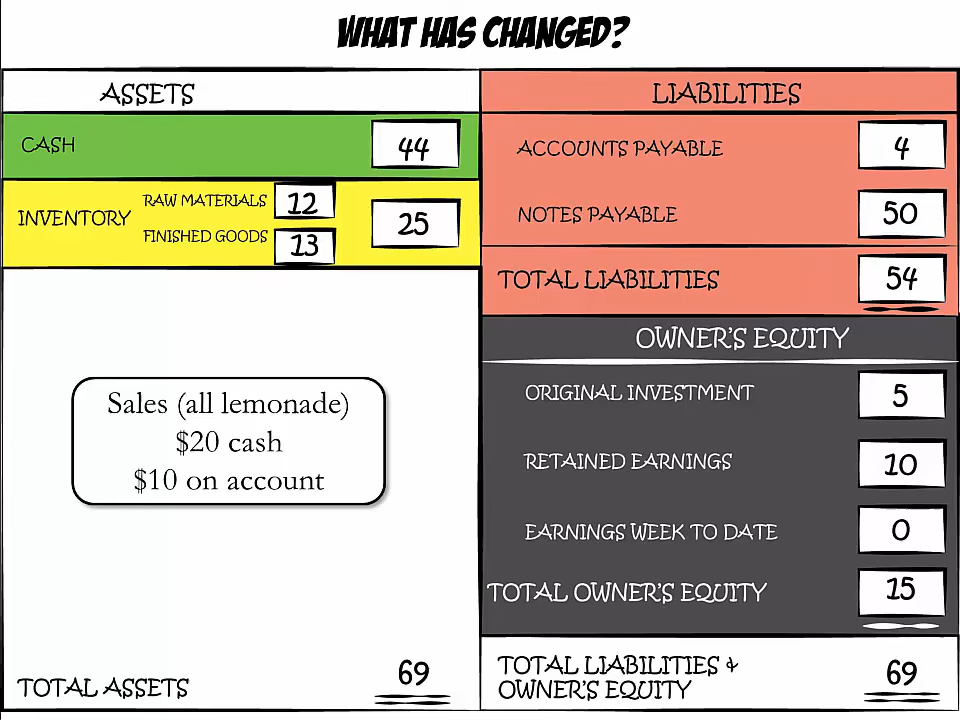 WHAT HAS CHANGED?
ASSETS
CASH 44
INVENTORY RAW MATERIALS 12 25
FINISHED GOODS 13
Sales (all lemonade)
$20 cash
$10 on account
TOTAL ASSETS 69
LIABILITIES
ACCOUNTS PAYABLE 4
NOTES PAYABLE 50
TOTAL LIABILITIES 54
OWNER'S EQUITY
ORIGINAL INVESTMENT 5
RETAINED EARNINGS 10
EARNINGS WEEK TO DATE 0
TOTAL OWNER'S EQUITY 15
TOTAL LIABILITIES &
OWNER'S EQUITY 69